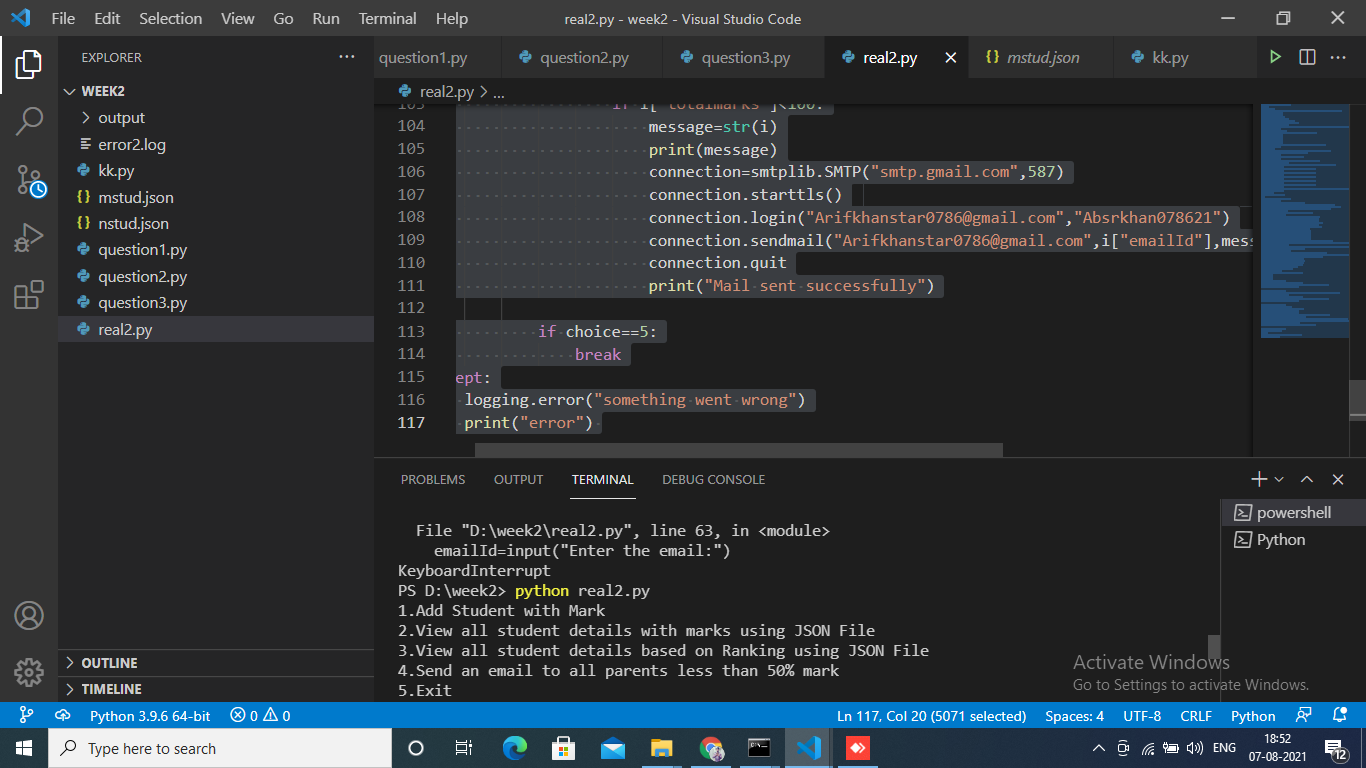 File Edit Selection View Go Run Terminal Help
real2.py - week2 - Visual Studio Code
EXPLORER
WEEK2
output
error2.log
kk.py
mstud.json
nstud.json
question1.py
question2.py
question3.py
real2.py
OUTLINE
TIMELINE
question1.py question2.py question3.py real2.py mstud.json kk.py
real2.py > ...
103 if i["totalmarks"]<100:
104 message=str(i)
105 print(message)
106 connection=smtplib.SMTP("smtp.gmail.com",587)
107 connection.starttls()
108 connection.login("Arifkhanstar0786@gmail.com","Absrkhan078621")
109 connection.sendmail("Arifkhanstar0786@gmail.com",i["emailId"],mess
110 connection.quit
111 print("Mail sent successfully")
112
113 if choice==5:
114 break
115 ept:
116 logging.error("something went wrong")
117 print("error")
PROBLEMS OUTPUT TERMINAL DEBUG CONSOLE
File "D:\week2\real2.py", line 63, in <module>
emailId=input("Enter the email:")
KeyboardInterrupt
PS D:\week2> python real2.py
1.Add Student with Mark
2.View all student details with marks using JSON File
3.View all student details based on Ranking using JSON File
4.Send an email to all parents less than 50% mark
5.Exit
powershell
Python
Activate Windows
Go to Settings to activate Windows.
Python 3.9.6 64-bit 0 0 Ln 117, Col 20 (5071 selected) Spaces: 4 UTF-8 CRLF Python
Type here to search
ENG
18:52
07-08-2021
12